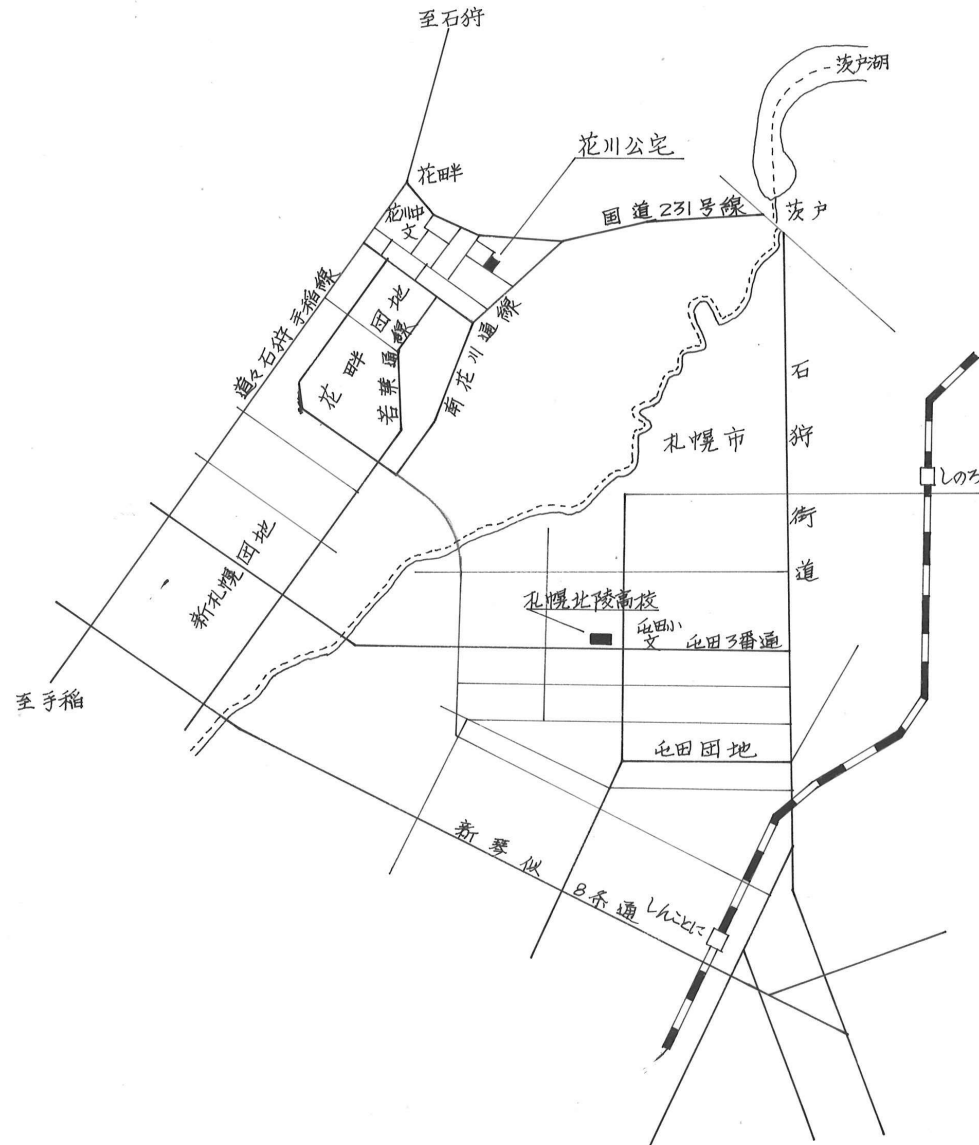 至石狩
茨戸湖
花川公宅
花畔
国道231号線
茨戸
花川中
文
道々石狩手稲線
花畔団地
若葉通線
南花川通線
石狩街道
札幌市
しのろ
新札幌団地
札幌北陵高校
屯田小
文
屯田3番通
至手稲
屯田団地
新琴似8条通
しんことに